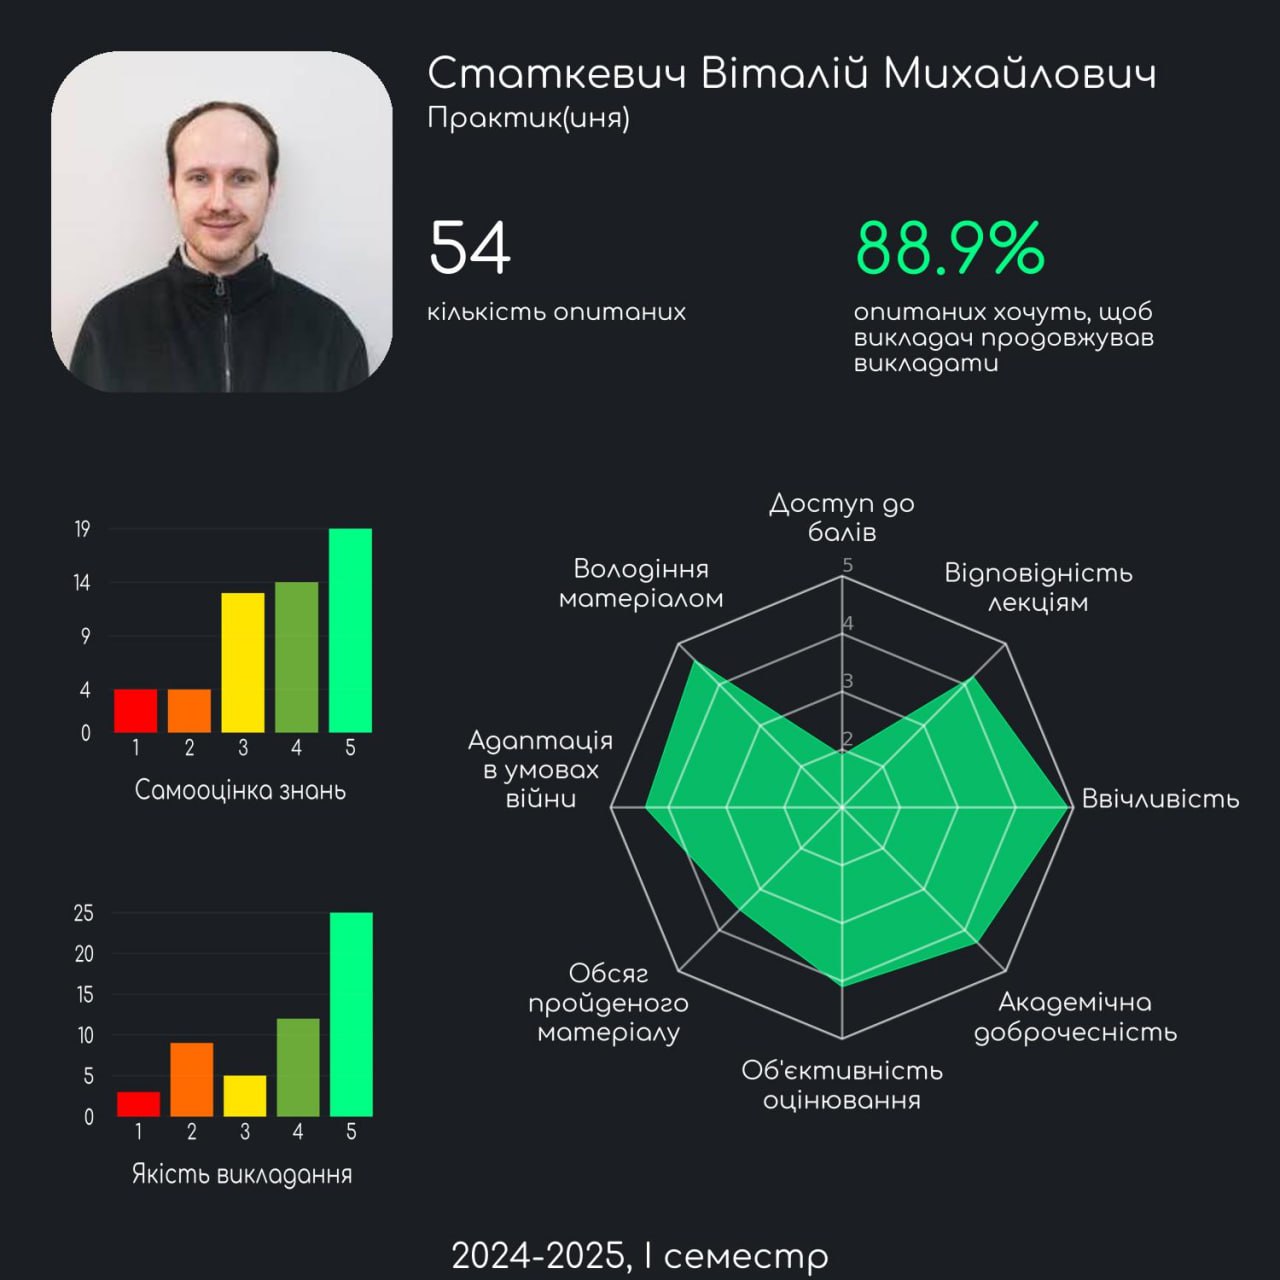 Статкевич Віталій Михайлович
Практик(иня)
54
кількість опитаних
88.9%
опитаних хочуть, щоб
викладач продовжував
викладати
19
14
9
4
0
1 2 3 4 5
Самооцінка знань
25
20
15
10
5
0
1 2 3 4 5
Якість викладання
Доступ до
балів
Відповідність
лекціям
Ввічливість
Академічна
доброчесність
Об'єктивність
оцінювання
Обсяг
пройденого
матеріалу
Адаптація
в умовах
війни
Володіння
матеріалом
5
4
3
2
2024-2025, І семестр